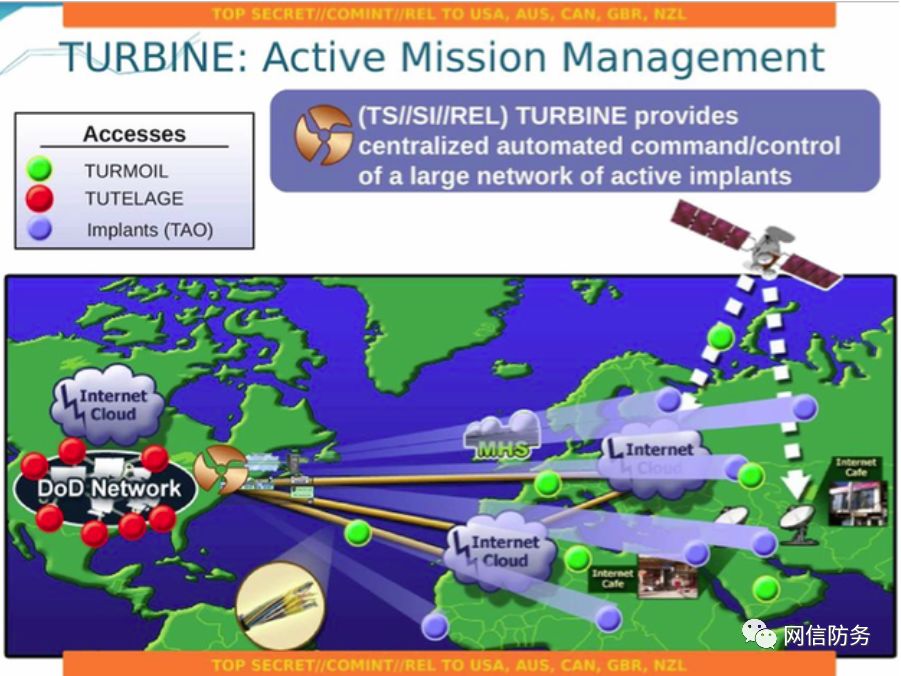 TOP SECRET//COMINT//REL TO USA, AUS, CAN, GBR, NZL
TURBINE: Active Mission Management
Accesses
TURMOIL
TUTELAGE
Implants (TAO)
(TS//SI//REL) TURBINE provides
centralized automated command/control
of a large network of active implants
Internet
Cloud
DoD Network
MHS
Internet
Cloud
Internet
Cafe
Internet
Cloud
Internet
Cafe
网信防务
TOP SECRET//COMINT//REL TO USA, AUS, CAN, GBR, NZL